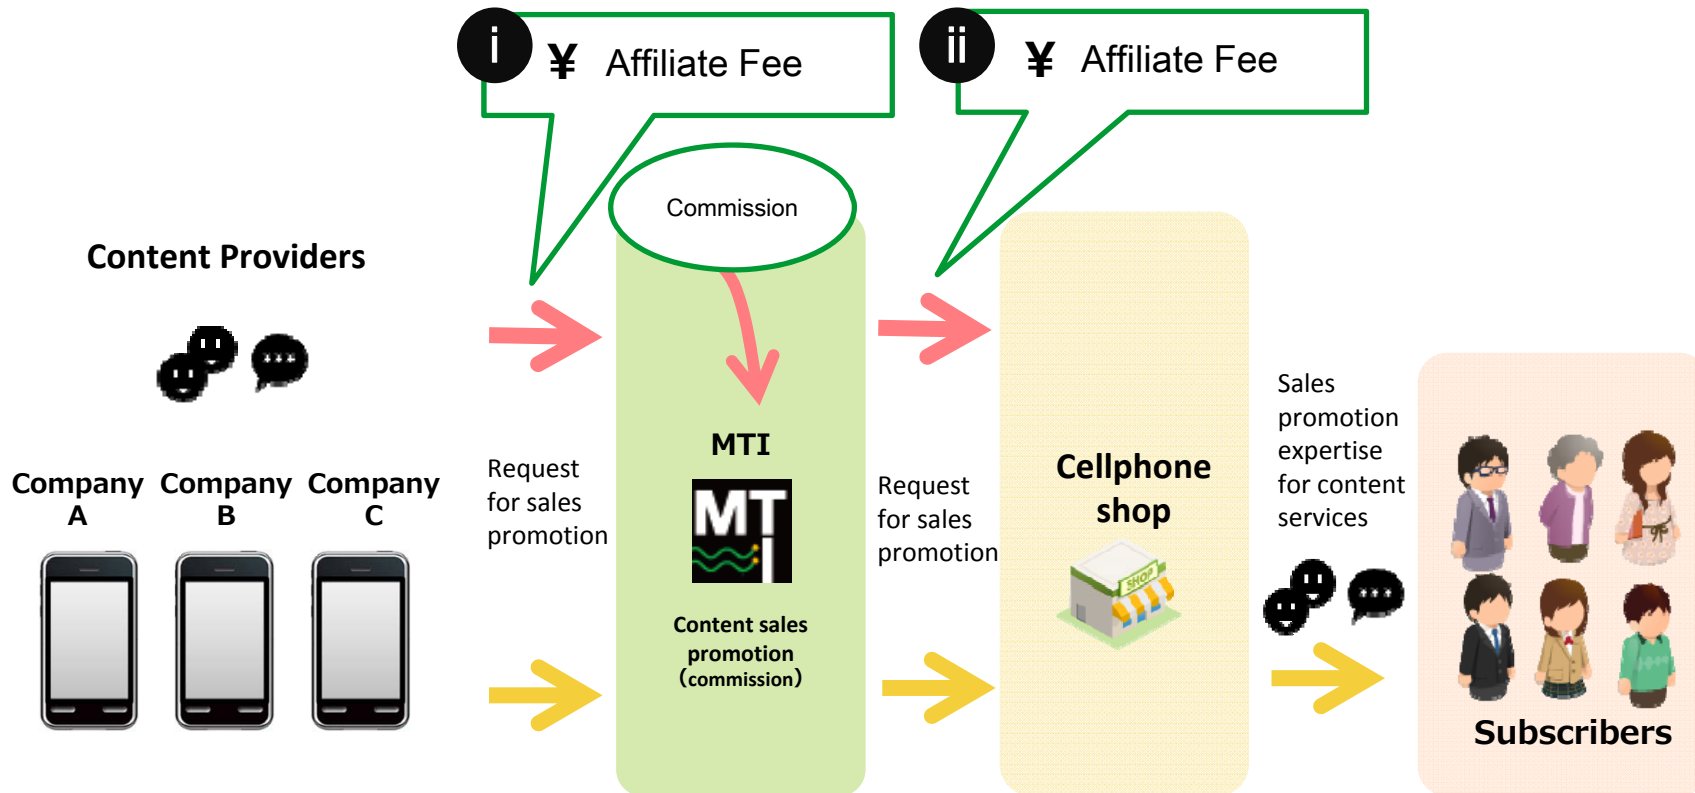 i
¥ Affiliate Fee
ii
¥ Affiliate Fee
Commission
Content Providers
Company A
Company B
Company C
Request
for sales
promotion
MTI
MT
i
Content sales
promotion
(commission)
Request
for sales
promotion
Cellphone
shop
SHOP
Sales
promotion
expertise
for content
services
Subscribers